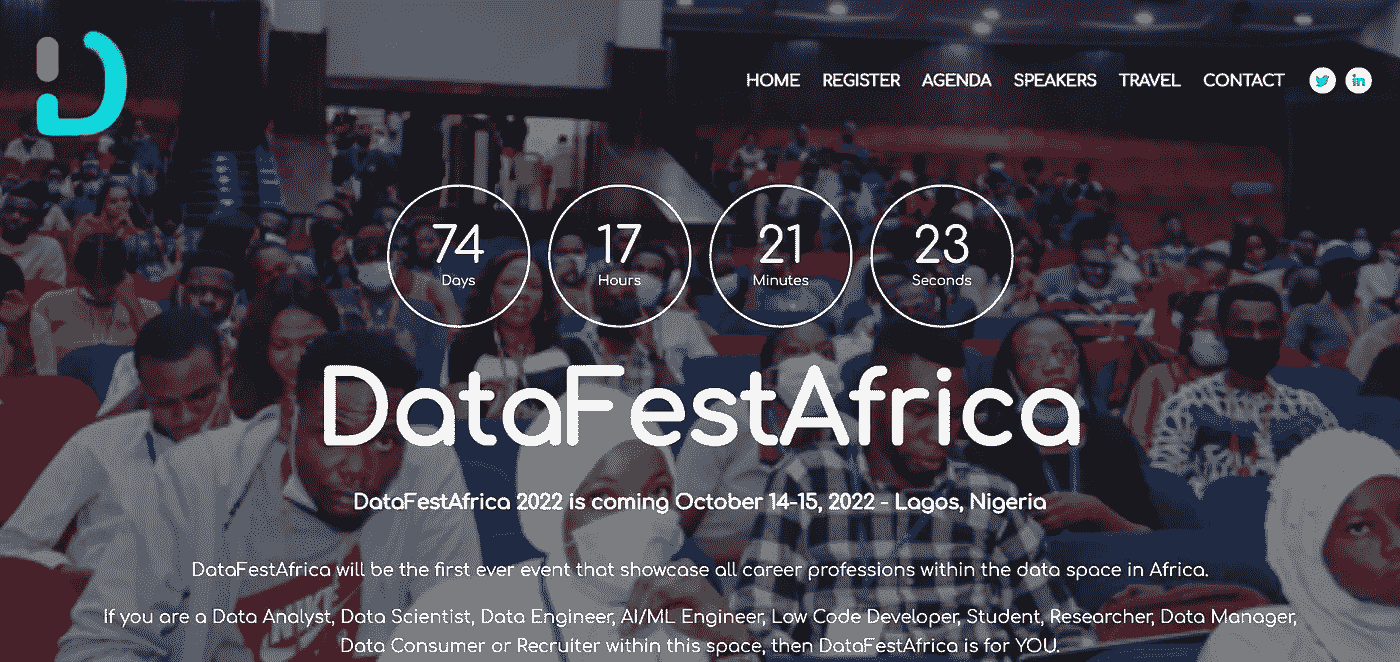 HOME REGISTER AGENDA SPEAKERS TRAVEL CONTACT
74 17 21 23
Days Hours Minutes Seconds
DataFestAfrica
DataFestAfrica 2022 is coming October 14-15, 2022 - Lagos, Nigeria
DataFestAfrica will be the first ever event that showcase all career professions within the data space in Africa.
If you are a Data Analyst, Data Scientist, Data Engineer, AI/ML Engineer, Low Code Developer, Student, Researcher, Data Manager,
Data Consumer or Recruiter within this space, then DataFestAfrica is for YOU.